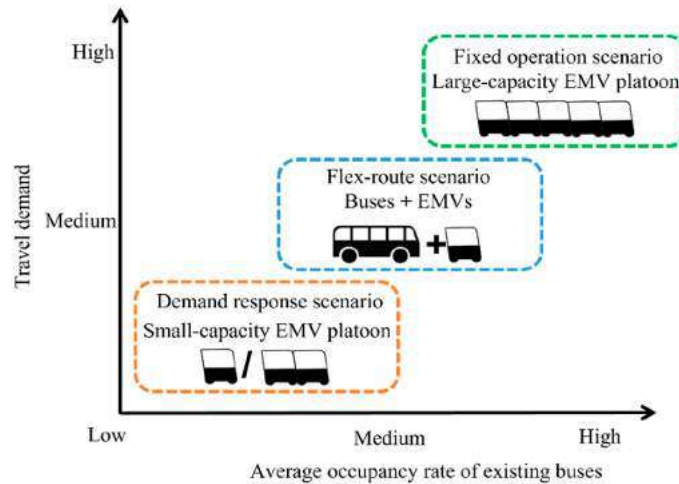 High
Fixed operation scenario
Large-capacity EMV platoon
Travel demand
Medium
Flex-route scenario
Buses + EMVs
+
Demand response scenario
Small-capacity EMV platoon
/
Low
Medium
High
Average occupancy rate of existing buses